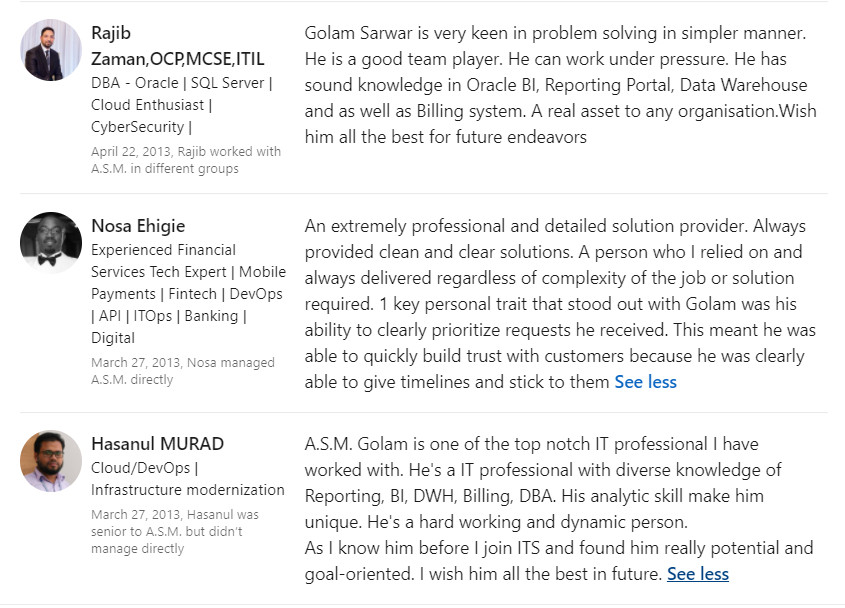 Rajib
Zaman,OCP,MCSE,ITIL
DBA - Oracle | SQL Server |
Cloud Enthusiast |
CyberSecurity |
April 22, 2013, Rajib worked with
A.S.M. in different groups
Golam Sarwar is very keen in problem solving in simpler manner.
He is a good team player. He can work under pressure. He has
sound knowledge in Oracle BI, Reporting Portal, Data Warehouse
and as well as Billing system. A real asset to any organisation.Wish
him all the best for future endeavors
Nosa Ehigie
Experienced Financial
Services Tech Expert | Mobile
Payments | Fintech | DevOps
| API | ITOps | Banking |
Digital
March 27, 2013, Nosa managed
A.S.M. directly
An extremely professional and detailed solution provider. Always
provided clean and clear solutions. A person who I relied on and
always delivered regardless of complexity of the job or solution
required. 1 key personal trait that stood out with Golam was his
ability to clearly prioritize requests he received. This meant he was
able to quickly build trust with customers because he was clearly
able to give timelines and stick to them See less
Hasanul MURAD
Cloud/DevOps |
Infrastructure modernization
March 27, 2013, Hasanul was
senior to A.S.M. but didn't
manage directly
A.S.M. Golam is one of the top notch IT professional I have
worked with. He's a IT professional with diverse knowledge of
Reporting, BI, DWH, Billing, DBA. His analytic skill make him
unique. He's a hard working and dynamic person.
As I know him before I join ITS and found him really potential and
goal-oriented. I wish him all the best in future. See less